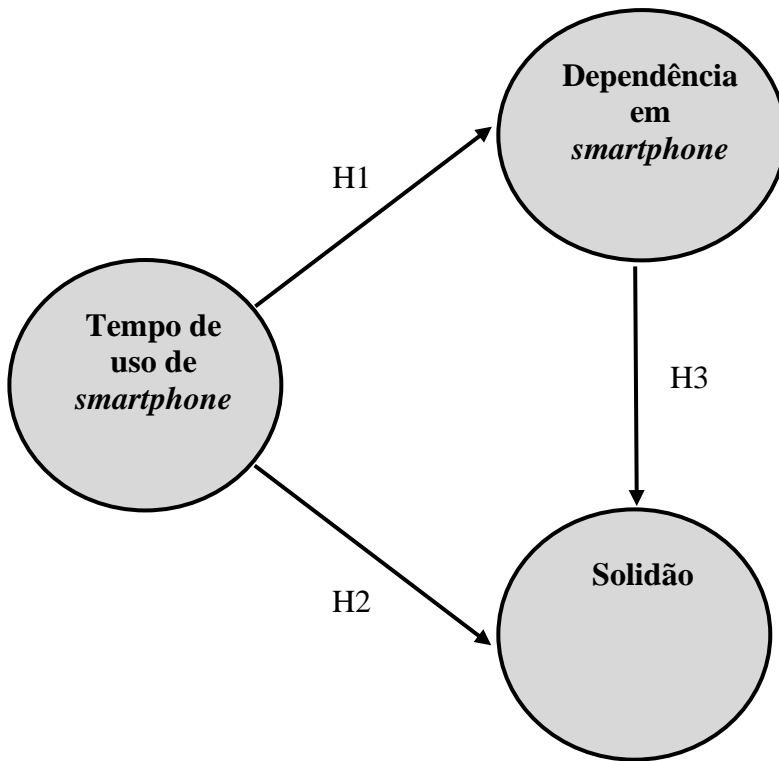 Dependência
em
smartphone
H1
Tempo de
uso de
smartphone
H3
H2
Solidão